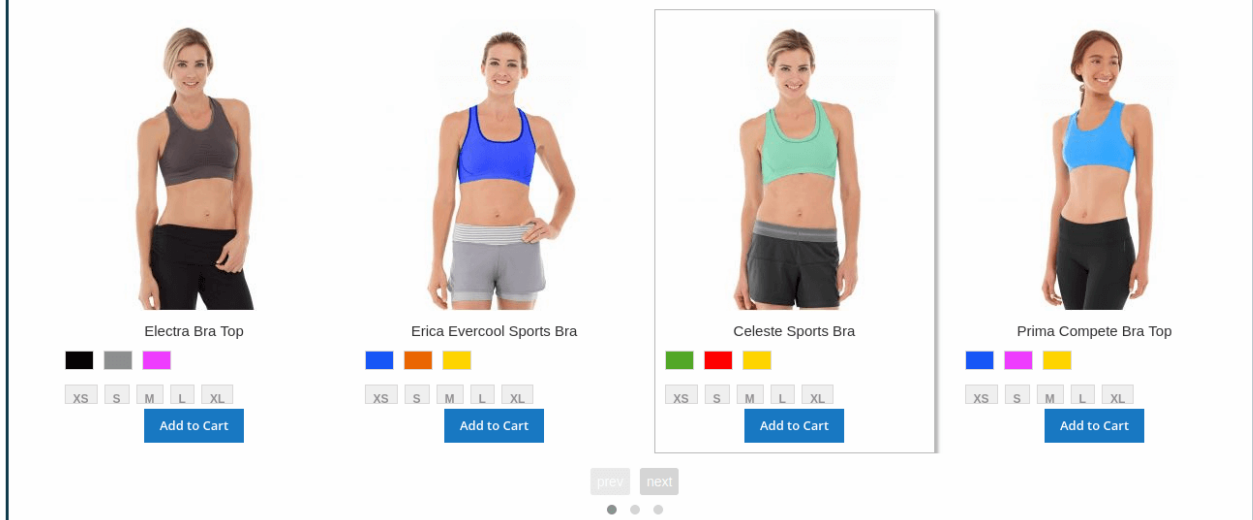 Electra Bra Top
XS S M L XL
Add to Cart
Erica Evercool Sports Bra
XS S M L XL
Add to Cart
Celeste Sports Bra
XS S M L XL
Add to Cart
Prima Compete Bra Top
XS S M L XL
Add to Cart
prev next